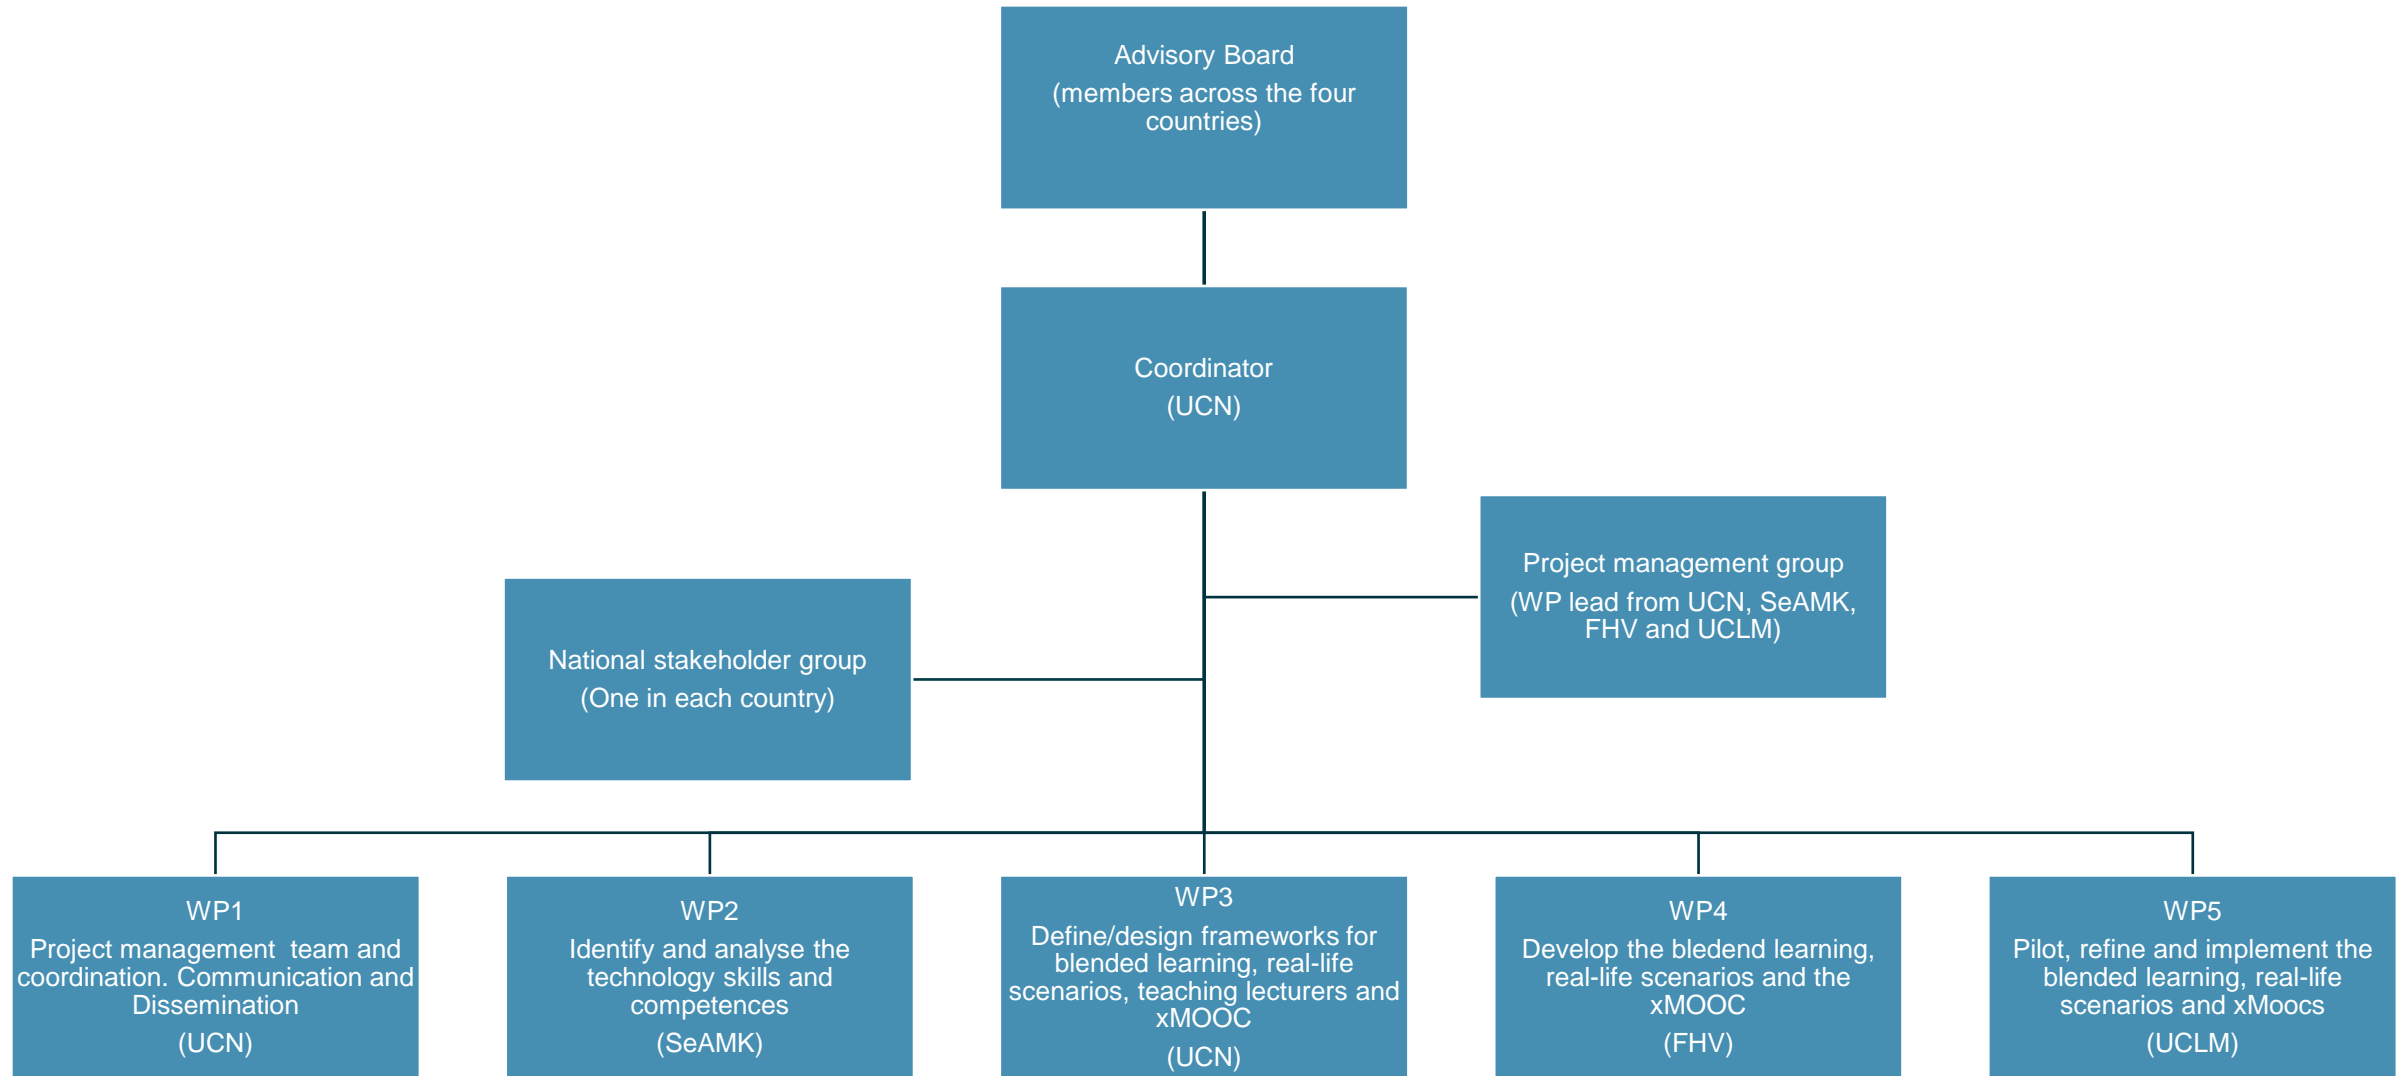 Advisory Board
(members across the four
countries)
Coordinator
(UCN)
Project management group
(WP lead from UCN, SeAMK,
FHV and UCLM)
National stakeholder group
(One in each country)
WP1
Project management  team and
coordination. Communication and
Dissemination
(UCN)
WP2
Identify and analyse the
technology skills and
competences
(SeAMK)
WP3
Define/design frameworks for
blended learning, real-life
scenarios, teaching lecturers and
xMOOC
(UCN)
WP4
Develop the bledend learning,
real-life scenarios and the
xMOOC
(FHV)
WP5
Pilot, refine and implement the
blended learning, real-life
scenarios and xMoocs
(UCLM)